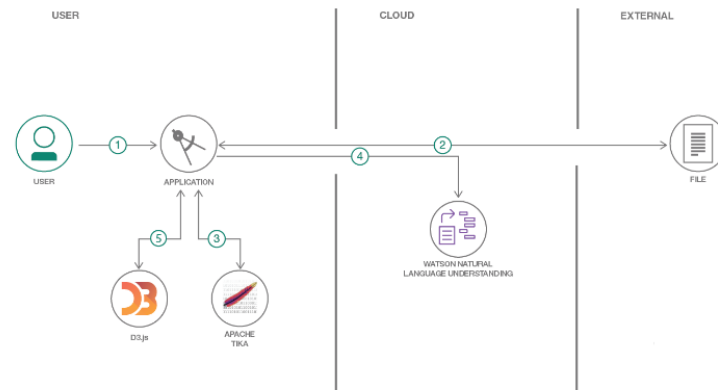 USER
CLOUD
EXTERNAL
1
2
4
USER
APPLICATION
FILE
5
3
WATSON NATURAL
LANGUAGE UNDERSTANDING
D3
D3.js
APACHE
TIKA